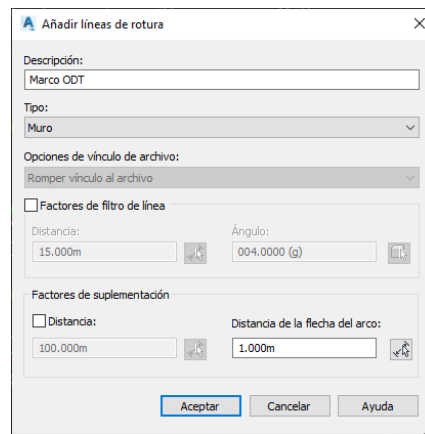 Añadir líneas de rotura
Descripción:
Marco ODT
Tipo:
Muro
Opciones de vínculo de archivo:
Romper vínculo al archivo
Factores de filtro de línea
Distancia: Ángulo:
15.000m 004.0000 (g)
Factores de suplementación
Distancia: Distancia de la flecha del arco:
100.000m 1.000m
Aceptar Cancelar Ayuda